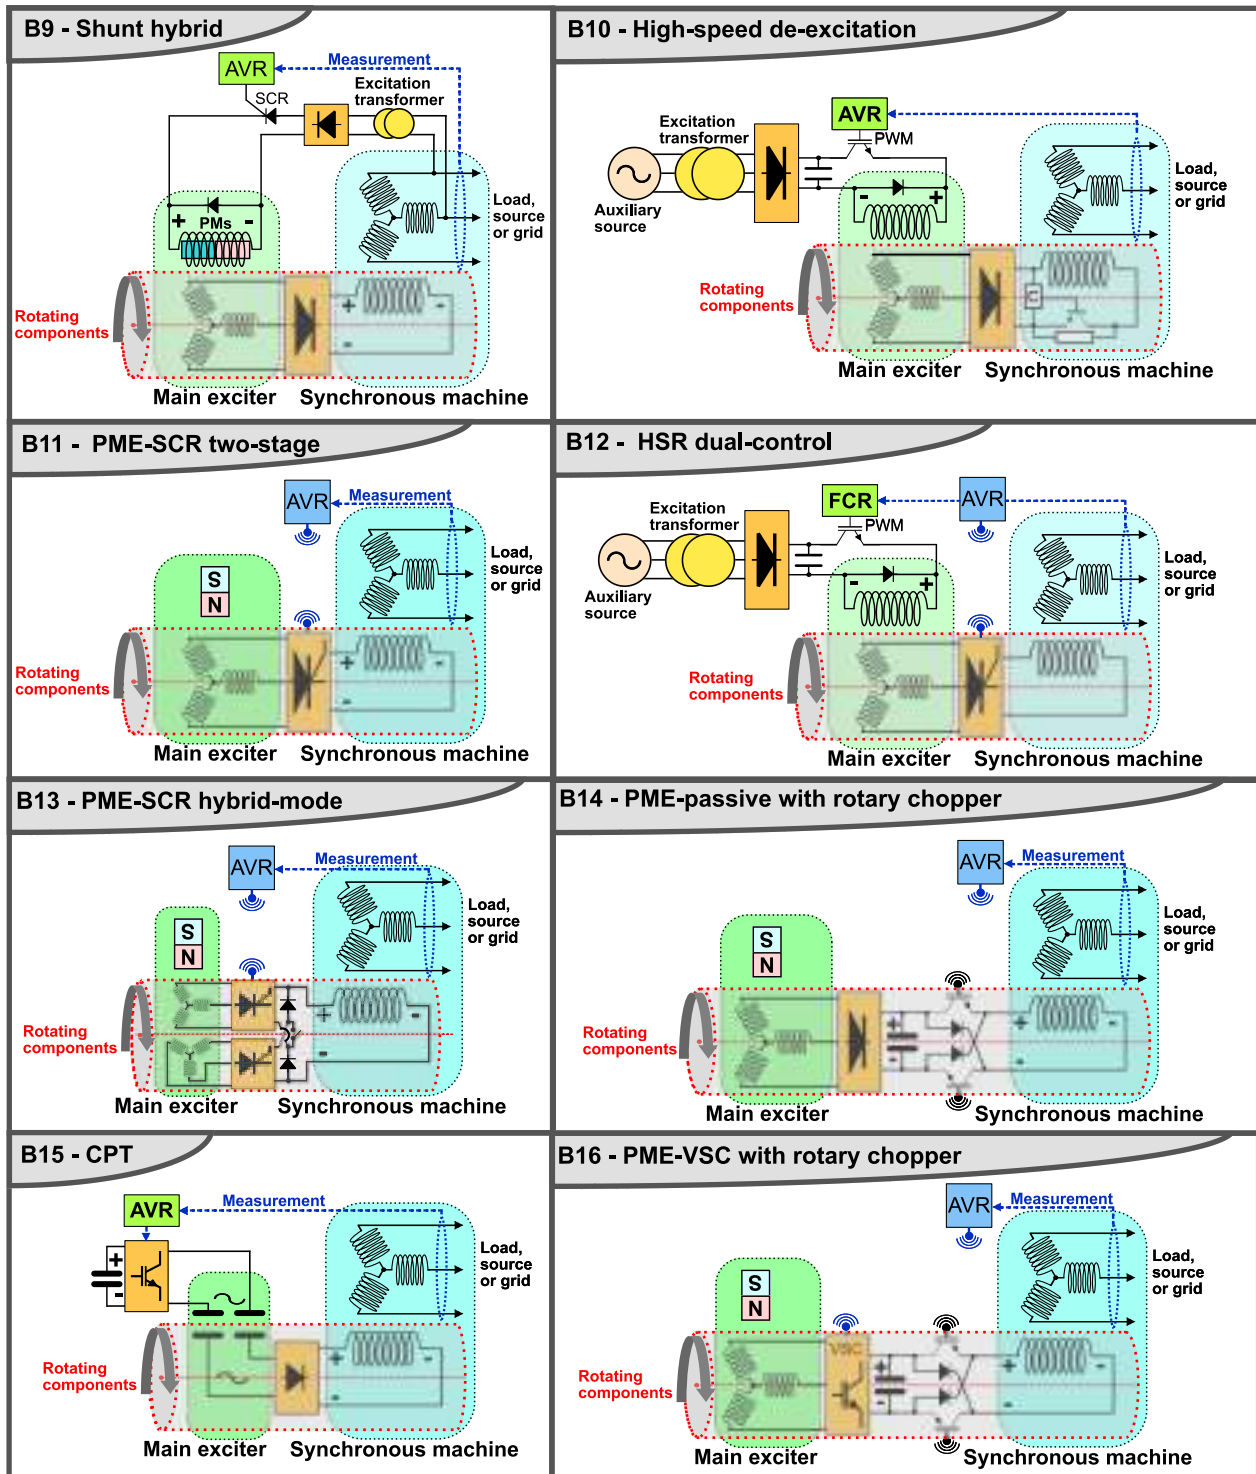 B9 - Shunt hybrid
AVR
Measurement
SCR
Excitation
transformer
+
-
PMs
Load,
source
or grid
Rotating
components
+
-
-
Main exciter
Synchronous machine
B10 - High-speed de-excitation
Excitation
transformer
AVR
PWM
Auxiliary
source
-
+
Load,
source
or grid
Rotating
components
Main exciter
Synchronous machine
B11 - PME-SCR two-stage
AVR
Measurement
S
N
Load,
source
or grid
Rotating
components
+
-
-
Main exciter
Synchronous machine
B12 - HSR dual-control
Excitation
transformer
FCR
AVR
PWM
Auxiliary
source
-
+
Load,
source
or grid
Rotating
components
Main exciter
Synchronous machine
B13 - PME-SCR hybrid-mode
AVR
Measurement
S
N
Load,
source
or grid
Rotating
components
+
-
-
Main exciter
Synchronous machine
B14 - PME-passive with rotary chopper
AVR
Measurement
S
N
Load,
source
or grid
Rotating
components
+
-
+
-
-
Main exciter
Synchronous machine
B15 - CPT
AVR
Measurement
+
-
Load,
source
or grid
Rotating
components
+
-
-
Main exciter
Synchronous machine
B16 - PME-VSC with rotary chopper
AVR
Measurement
S
N
Load,
source
or grid
VSC
Rotating
components
+
-
+
-
-
Main exciter
Synchronous machine